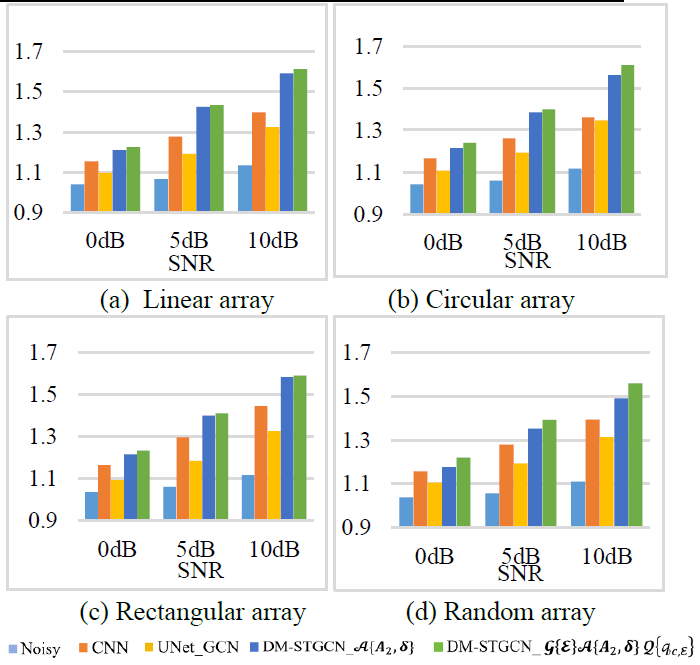 1.7
1.5
1.3
1.1
0.9
0dB 5dB 10dB
SNR
(a) Linear array
1.7
1.5
1.3
1.1
0.9
0dB 5dB 10dB
SNR
(b) Circular array
1.7
1.5
1.3
1.1
0.9
0dB 5dB 10dB
SNR
(c) Rectangular array
1.7
1.5
1.3
1.1
0.9
0dB 5dB 10dB
SNR
(d) Random array
Noisy CNN UNet_GCN DM-STGCN_𝓐{𝑨₂,𝜹} DM-STGCN_𝓖{𝓔}𝓐{𝑨₂,𝜹}𝓠{𝑞𝑐,𝓔}